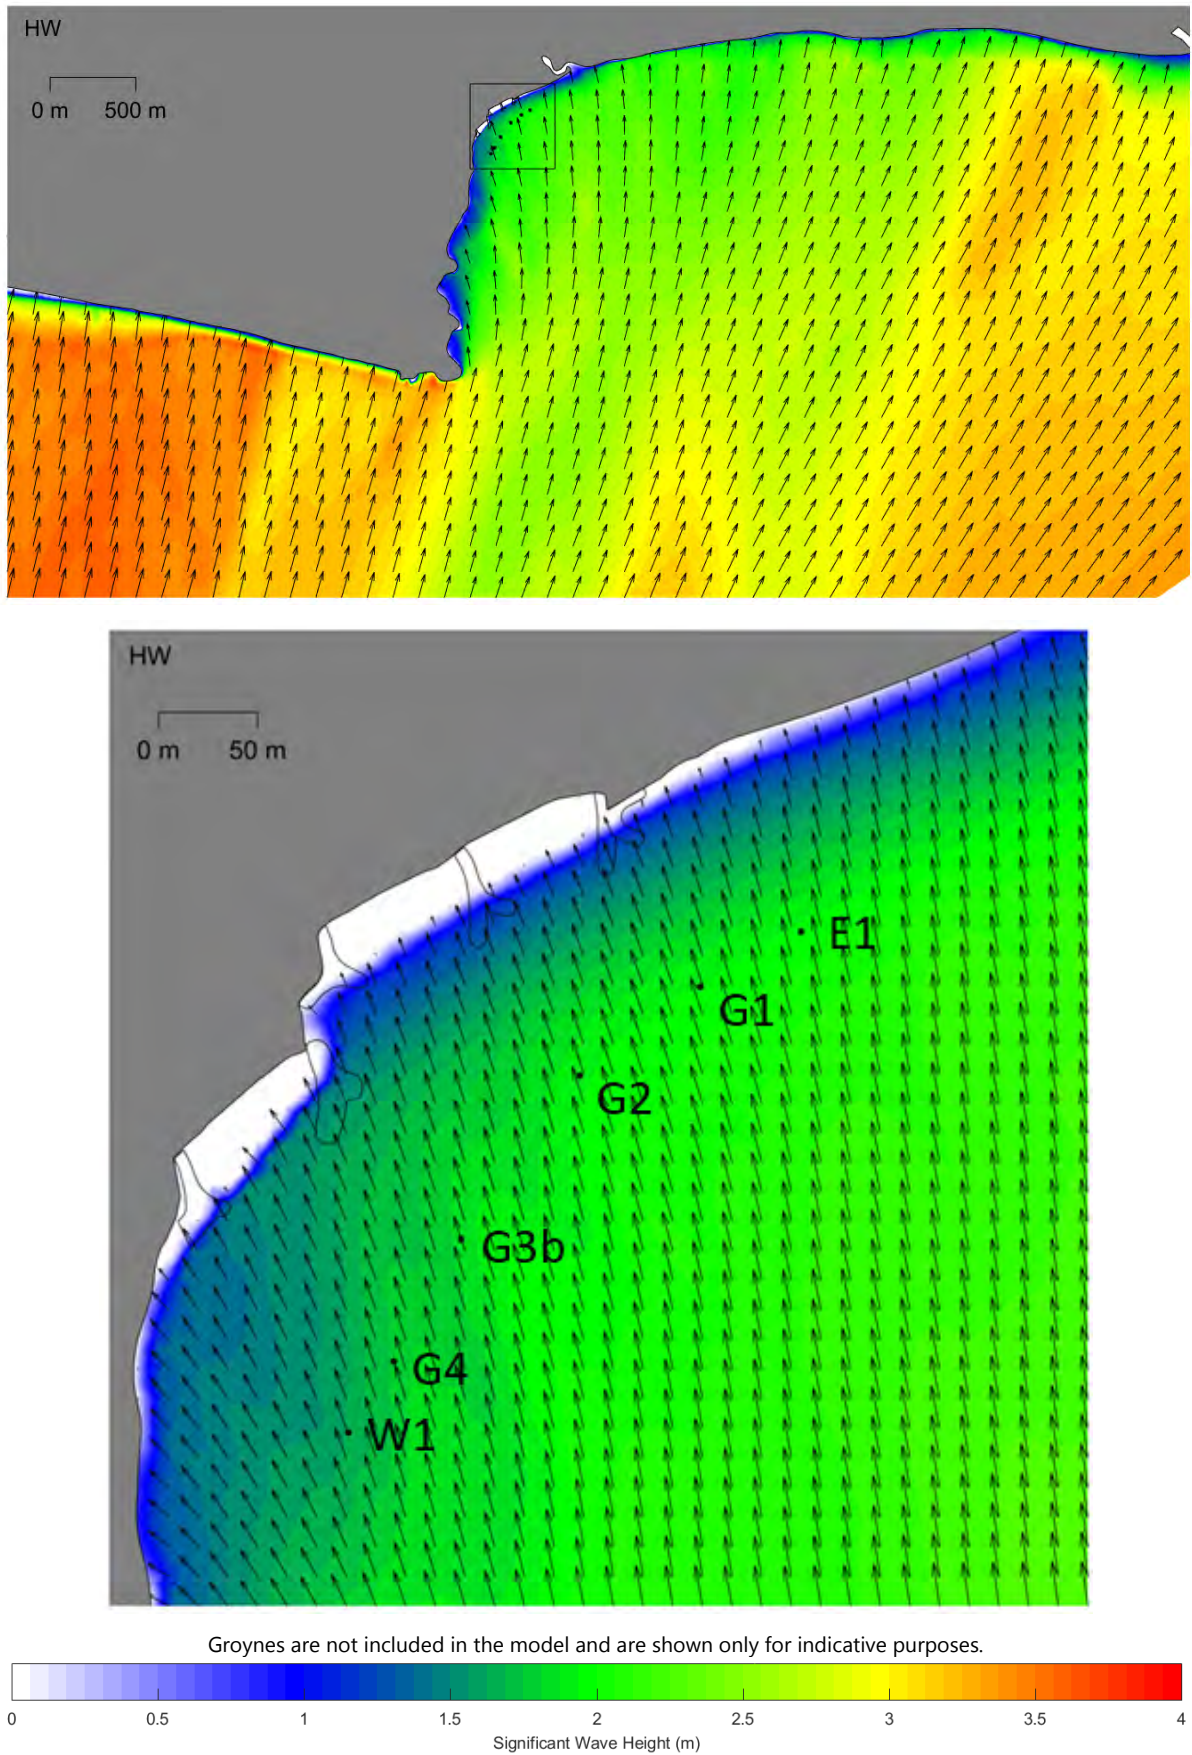 HW
0 m 500 m
HW
0 m 50 m
E1
G1
G2
G3b
G4
W1
Groynes are not included in the model and are shown only for indicative purposes.
0 0.5 1 1.5 2 2.5 3 3.5 4
Significant Wave Height (m)